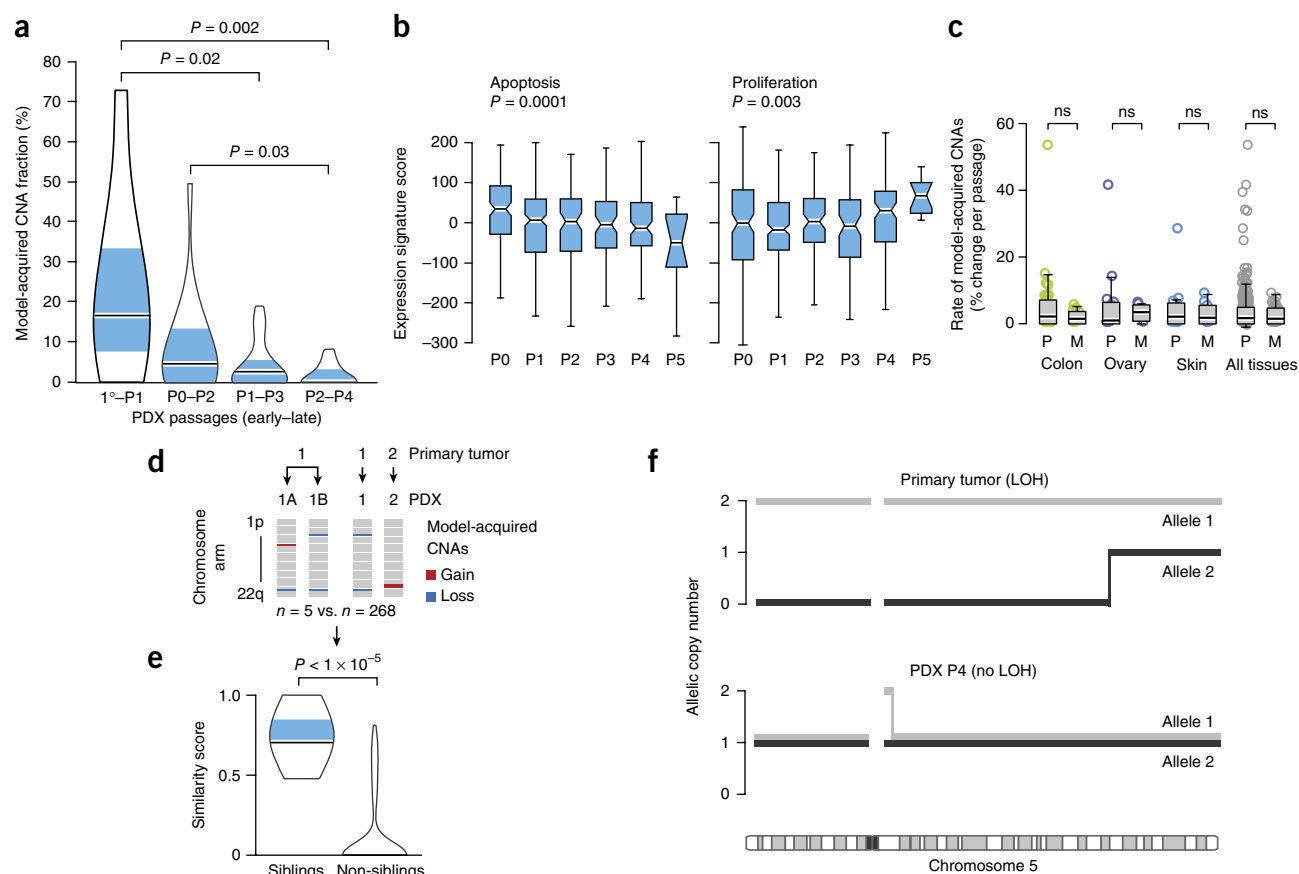 a
P = 0.002
P = 0.02
P = 0.03
Model-acquired CNA fraction (%)
80
70
60
50
40
30
20
10
0
1°–P1 P0–P2 P1–P3 P2–P4
PDX passages (early–late)
b
Apoptosis
P = 0.0001
Proliferation
P = 0.003
Expression signature score
200
100
0
–100
–200
–300
P0 P1 P2 P3 P4 P5
P0 P1 P2 P3 P4 P5
c
Rate of model-acquired CNAs
(% change per passage)
60
40
20
0
ns ns ns ns
P M P M P M P M
Colon Ovary Skin All tissues
d
1 1 2 Primary tumor
1A 1B 1 2 PDX
Chromosome
arm
1p
22q
Model-acquired
CNAs
Gain
Loss
n = 5 vs. n = 268
e
P < 1 × 10–5
Similarity score
1.0
0.5
0
Siblings Non-siblings
f
Primary tumor (LOH)
Allelic copy number
2
1
0
Allele 1
Allele 2
PDX P4 (no LOH)
2
1
0
Allele 1
Allele 2
Chromosome 5